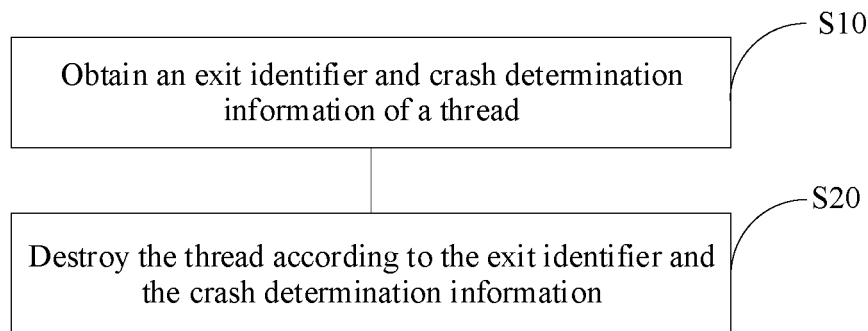 S10
Obtain an exit identifier and crash determination
information of a thread
S20
Destroy the thread according to the exit identifier and
the crash determination information